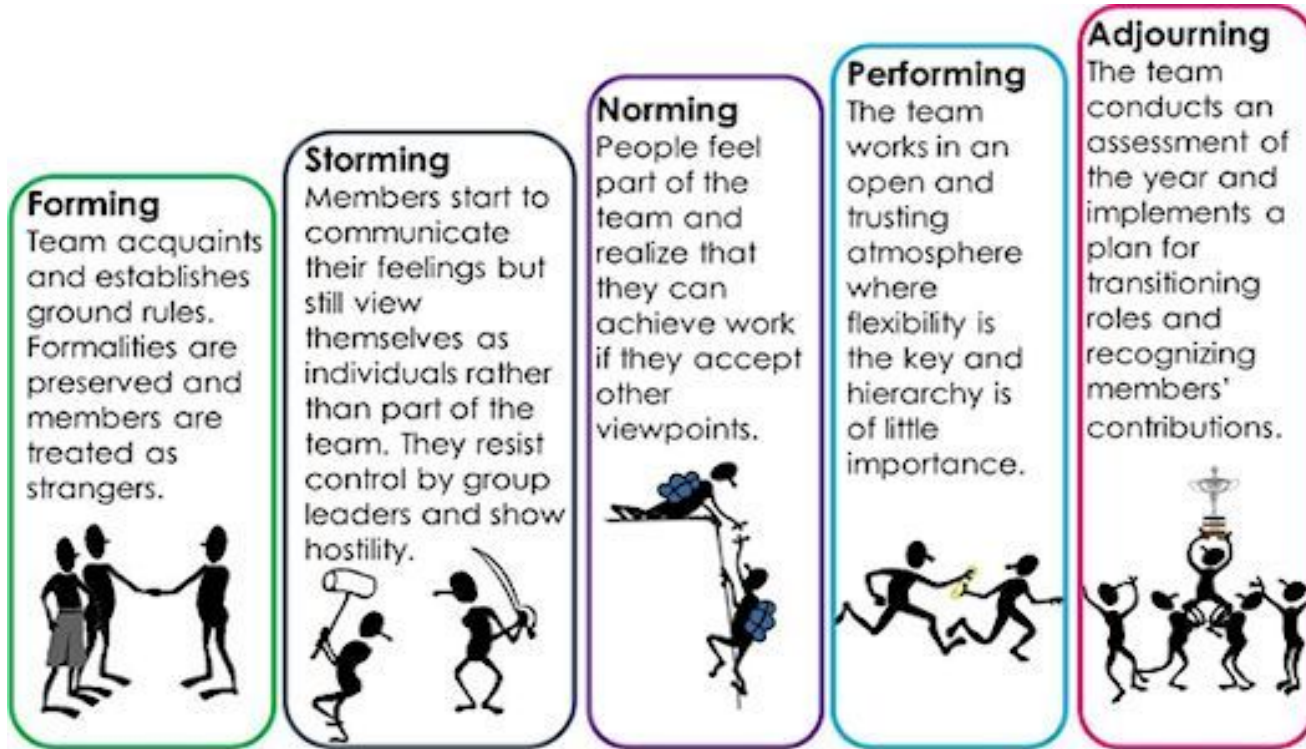 Forming
Team acquaints
and establishes
ground rules.
Formalities are
preserved and
members are
treated as
strangers.
Storming
Members start to
communicate
their feelings but
still view
themselves as
individuals rather
than part of the
team. They resist
control by group
leaders and show
hostility.
Norming
People feel
part of the
team and
realize that
they can
achieve work
if they accept
other
viewpoints.
Performing
The team
works in an
open and
trusting
atmosphere
where
flexibility is
the key and
hierarchy is
of little
importance.
Adjourning
The team
conducts an
assessment of
the year and
implements a
plan for
transitioning
roles and
recognizing
members'
contributions.